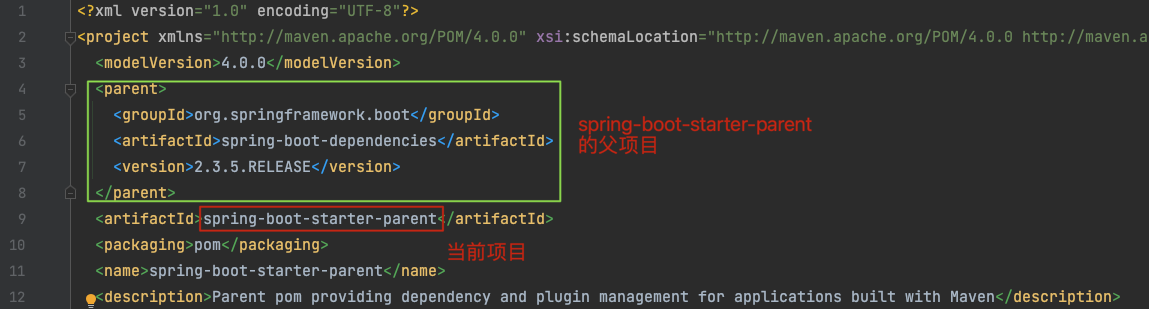 1 <?xml version="1.0" encoding="UTF-8"?>
2 <project xmlns="http://maven.apache.org/POM/4.0.0" xsi:schemaLocation="http://maven.apache.org/POM/4.0.0 http://maven.a
3 <modelVersion>4.0.0</modelVersion>
4 <parent>
5 <groupId>org.springframework.boot</groupId>
spring-boot-starter-parent
6 <artifactId>spring-boot-dependencies</artifactId>
的父项目
7 <version>2.3.5.RELEASE</version>
8 </parent>
9 <artifactId>spring-boot-starter-parent</artifactId>
10 <packaging>pom</packaging>
当前项目
11 <name>spring-boot-starter-parent</name>
12 <description>Parent pom providing dependency and plugin management for applications built with Maven</description>